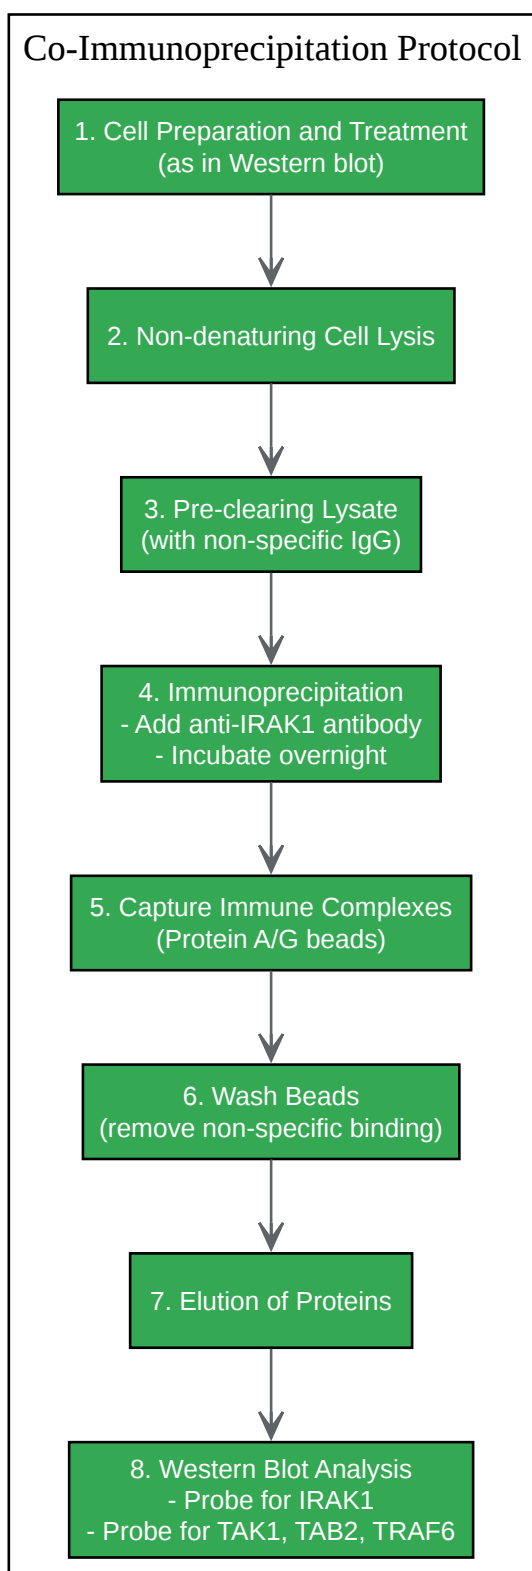 Co-Immunoprecipitation Protocol
1. Cell Preparation and Treatment
(as in Western blot)
2. Non-denaturing Cell Lysis
3. Pre-clearing Lysate
(with non-specific IgG)
4. Immunoprecipitation
- Add anti-IRAK1 antibody
- Incubate overnight
5. Capture Immune Complexes
(Protein A/G beads)
6. Wash Beads
(remove non-specific binding)
7. Elution of Proteins
8. Western Blot Analysis
- Probe for IRAK1
- Probe for TAK1, TAB2, TRAF6